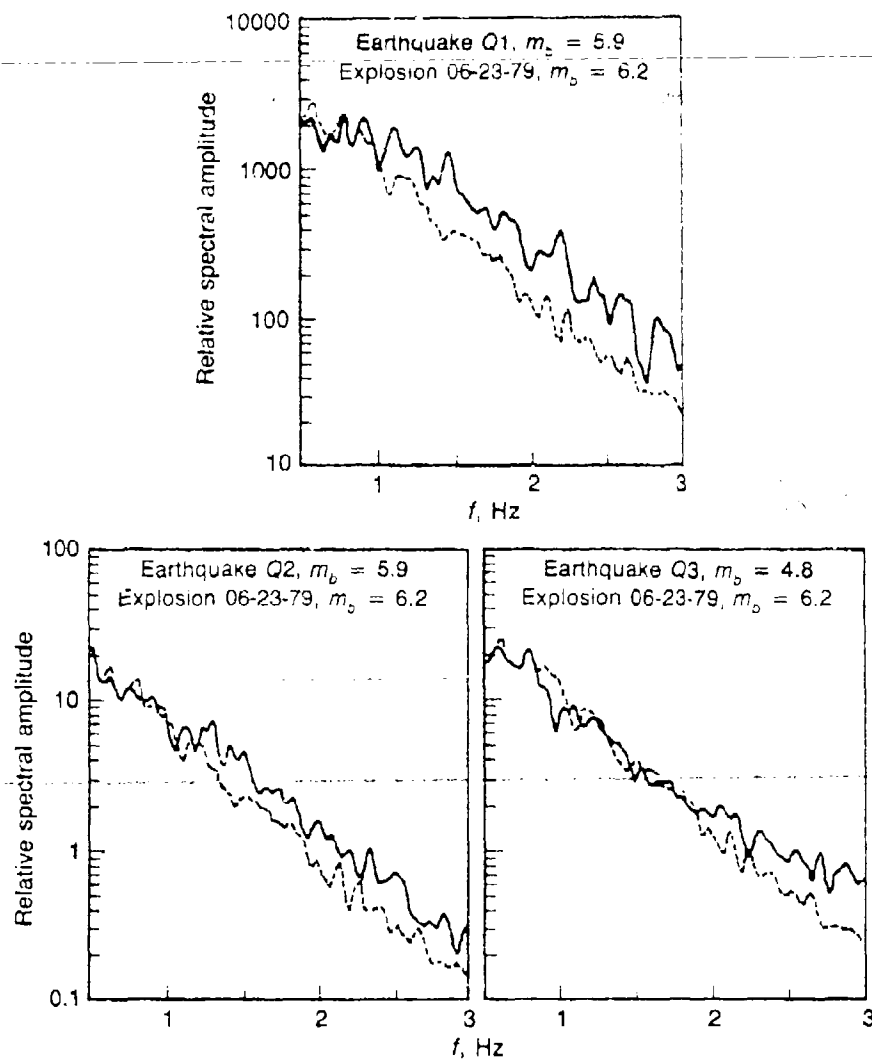 10000
Earthquake Q1, m_b = 5.9
Explosion 06-23-79, m_b = 6.2
1000
100
10
Relative spectral amplitude
1
2
3
f, Hz
100
Earthquake Q2, m_b = 5.9
Explosion 06-23-79, m_b = 6.2
10
1
0.1
Relative spectral amplitude
1
2
3
Earthquake Q3, m_b = 4.8
Explosion 06-23-79, m_b = 6.2
1
2
3
f, Hz